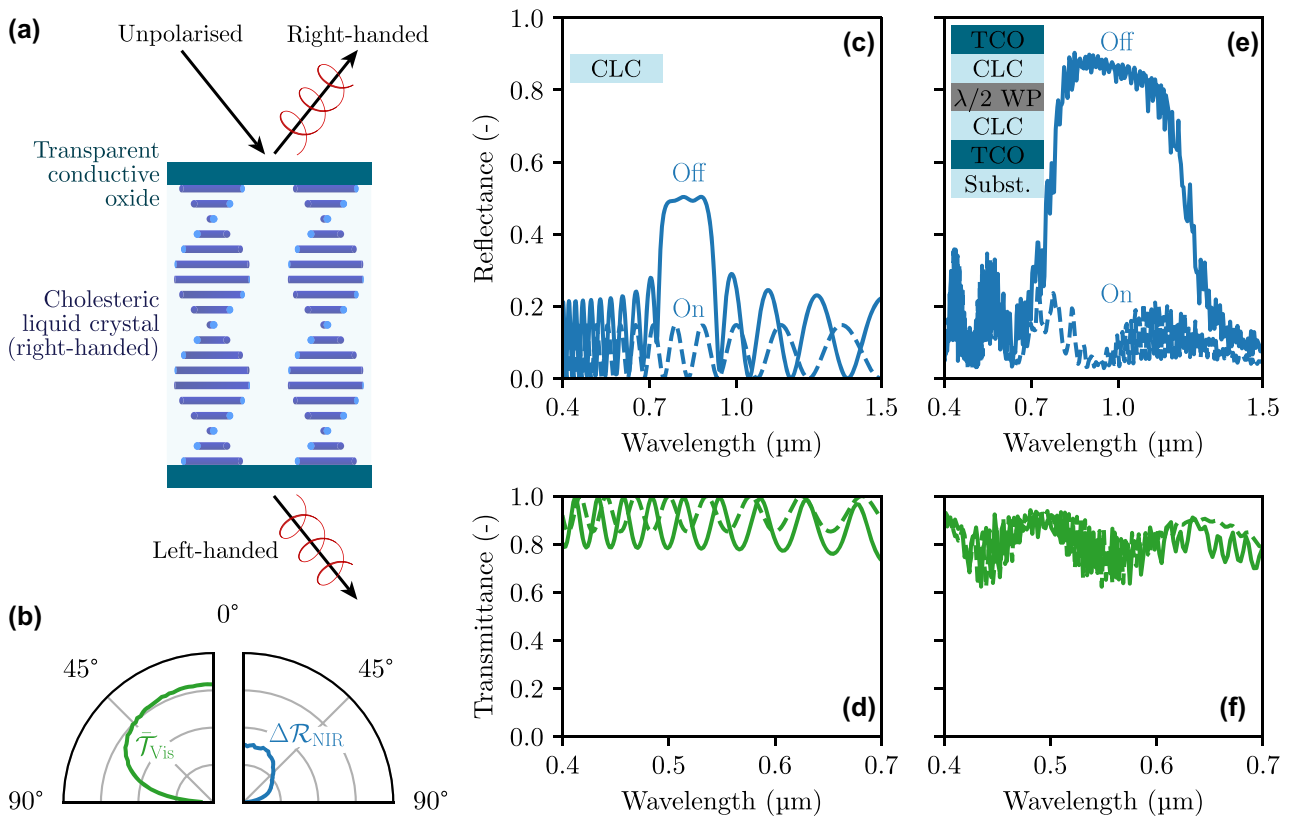 (a)
Unpolarised
Right-handed
Transparent
conductive
oxide
Cholesteric
liquid crystal
(right-handed)
Left-handed
(b)
0°
45°
45°
90°
90°
T̄Vis
ΔRNIR
(c)
CLC
Off
On
Reflectance (-)
1.0
0.8
0.6
0.4
0.2
0.0
0.4
0.7
1.0
1.5
Wavelength (µm)
(e)
TCO
CLC
λ/2 WP
CLC
TCO
Subst.
Off
On
0.4
0.7
1.0
1.5
Wavelength (µm)
(d)
Transmittance (-)
1.0
0.8
0.6
0.4
0.2
0.0
0.4
0.5
0.6
0.7
Wavelength (µm)
(f)
0.4
0.5
0.6
0.7
Wavelength (µm)